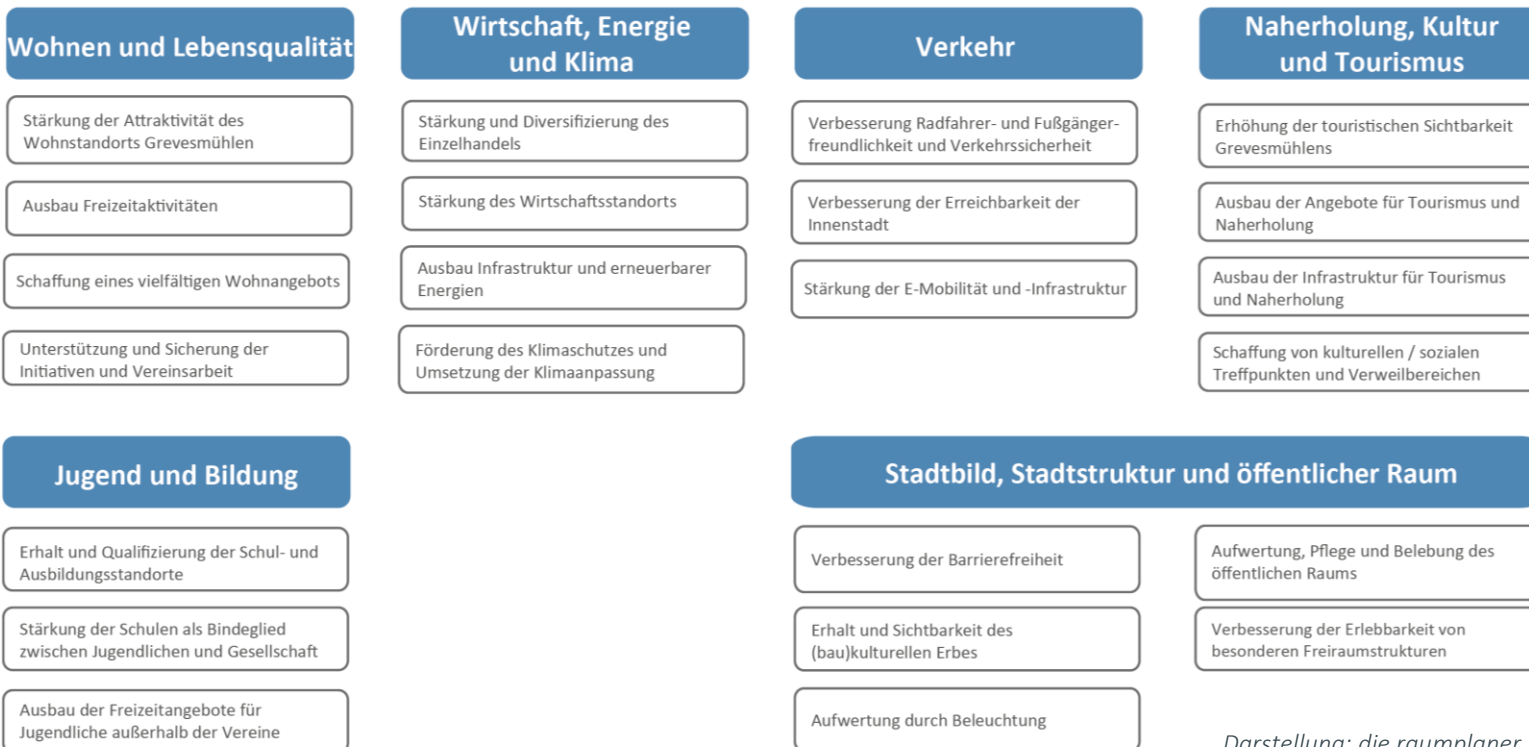 Wohnen und Lebensqualität
Stärkung der Attraktivität des
Wohnstandorts Grevesmühlen
Ausbau Freizeitaktivitäten
Schaffung eines vielfältigen Wohnangebots
Unterstützung und Sicherung der
Initiativen und Vereinsarbeit
Wirtschaft, Energie
und Klima
Stärkung und Diversifizierung des
Einzelhandels
Stärkung des Wirtschaftsstandorts
Ausbau Infrastruktur und erneuerbarer
Energien
Förderung des Klimaschutzes und
Umsetzung der Klimaanpassung
Verkehr
Verbesserung Radfahrer- und Fußgänger-
freundlichkeit und Verkehrssicherheit
Verbesserung der Erreichbarkeit der
Innenstadt
Stärkung der E-Mobilität und -Infrastruktur
Naherholung, Kultur
und Tourismus
Erhöhung der touristischen Sichtbarkeit
Grevesmühlens
Ausbau der Angebote für Tourismus und
Naherholung
Ausbau der Infrastruktur für Tourismus
und Naherholung
Schaffung von kulturellen / sozialen
Treffpunkten und Verweilbereichen
Jugend und Bildung
Erhalt und Qualifizierung der Schul- und
Ausbildungsstandorte
Stärkung der Schulen als Bindeglied
zwischen Jugendlichen und Gesellschaft
Ausbau der Freizeitangebote für
Jugendliche außerhalb der Vereine
Stadtbild, Stadtstruktur und öffentlicher Raum
Verbesserung der Barrierefreiheit
Erhalt und Sichtbarkeit des
(bau)kulturellen Erbes
Aufwertung durch Beleuchtung
Aufwertung, Pflege und Belebung des
öffentlichen Raums
Verbesserung der Erlebbarkeit von
besonderen Freiraumstrukturen
Darstellung: die raumplaner